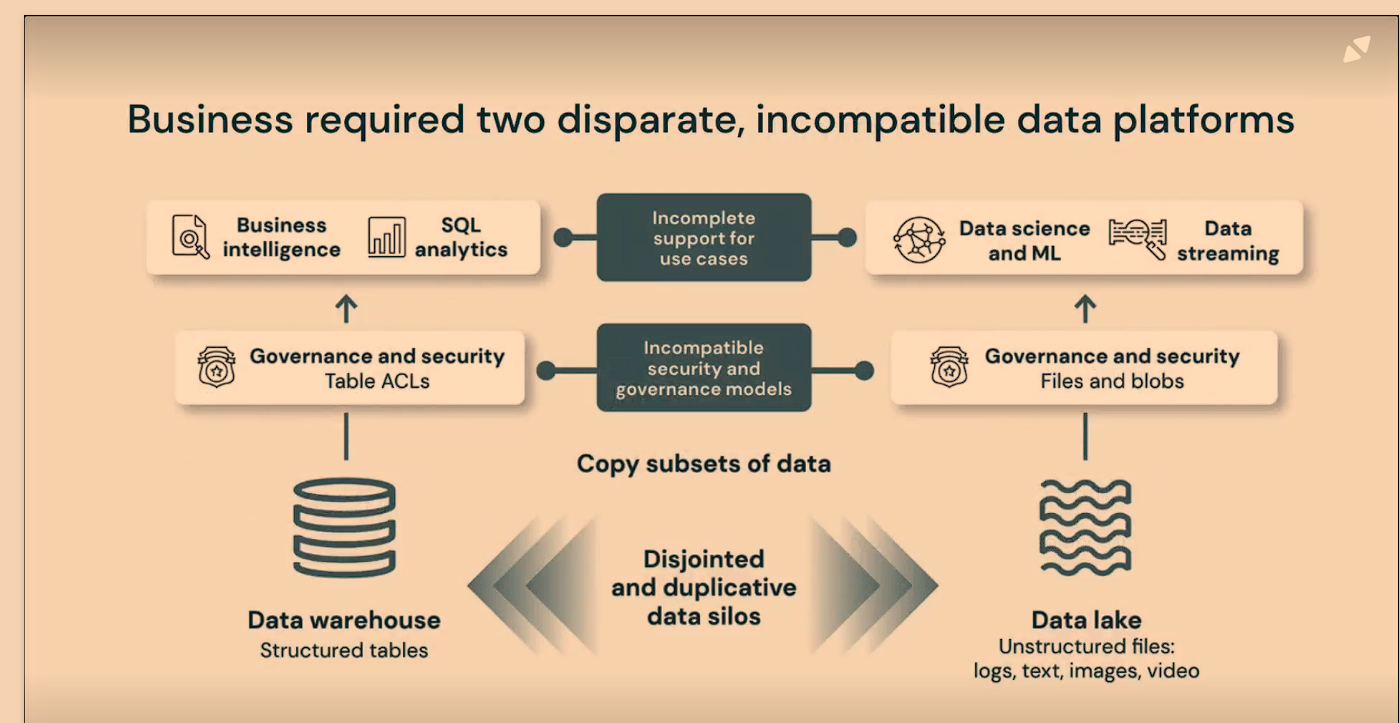 Business required two disparate, incompatible data platforms
Business
intelligence
SQL
analytics
Incomplete
support for
use cases
Data science
and ML
Data
streaming
Governance and security
Table ACLs
Incompatible
security and
governance models
Governance and security
Files and blobs
Copy subsets of data
Disjointed
and duplicative
data silos
Data warehouse
Structured tables
Data lake
Unstructured files:
logs, text, images, video